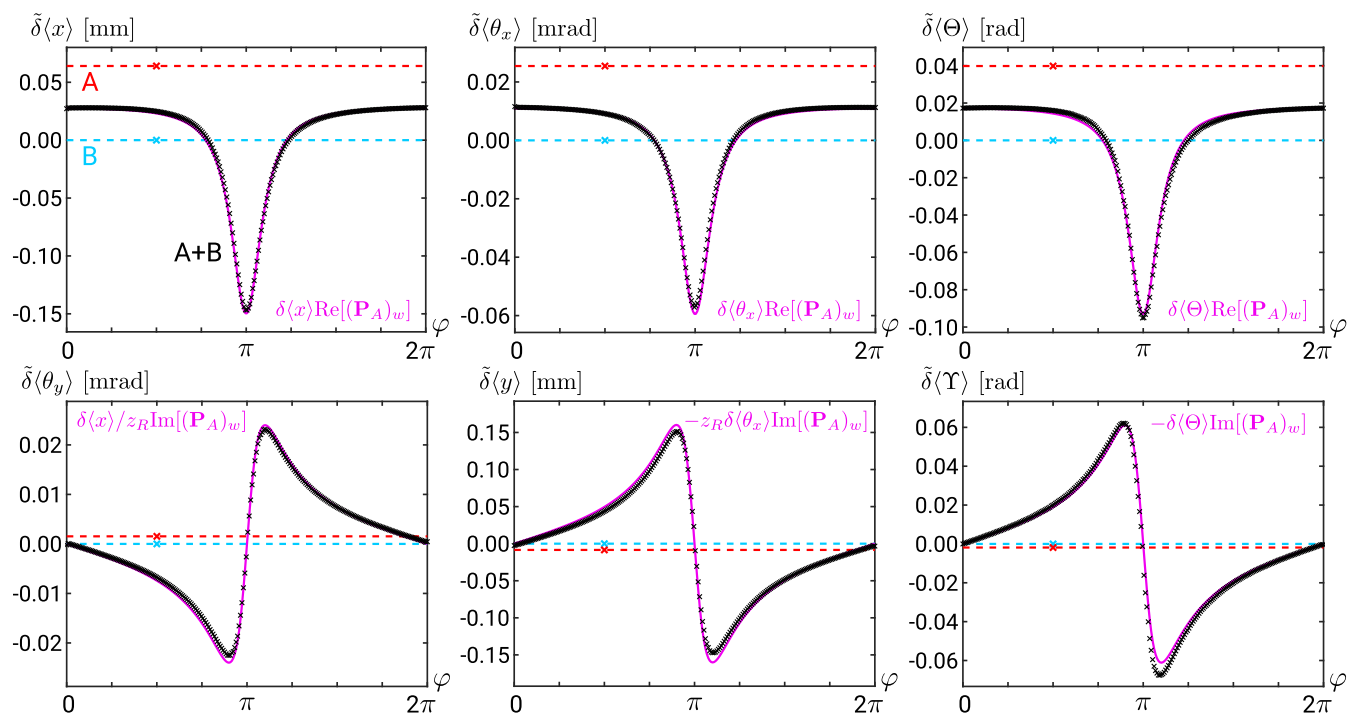 δ̃⟨x⟩ [mm]
0.05
0.00
-0.05
-0.10
-0.15
A
B
A+B
δ⟨x⟩Re[(P_A)_w]
0 π 2π φ
δ̃⟨θ_x⟩ [mrad]
0.02
0.00
-0.02
-0.04
-0.06
δ⟨θ_x⟩Re[(P_A)_w]
0 π 2π φ
δ̃⟨Θ⟩ [rad]
0.04
0.02
0.00
-0.02
-0.04
-0.06
-0.08
-0.10
δ⟨Θ⟩Re[(P_A)_w]
0 π 2π φ
δ̃⟨θ_y⟩ [mrad]
δ⟨x⟩/z_R Im[(P_A)_w]
0.02
0.01
0.00
-0.01
-0.02
0 π 2π φ
δ̃⟨y⟩ [mm]
-z_R δ⟨θ_x⟩Im[(P_A)_w]
0.15
0.10
0.05
0.00
-0.05
-0.10
-0.15
0 π 2π φ
δ̃⟨Υ⟩ [rad]
-δ⟨Θ⟩Im[(P_A)_w]
0.06
0.04
0.02
0.00
-0.02
-0.04
-0.06
0 π 2π φ